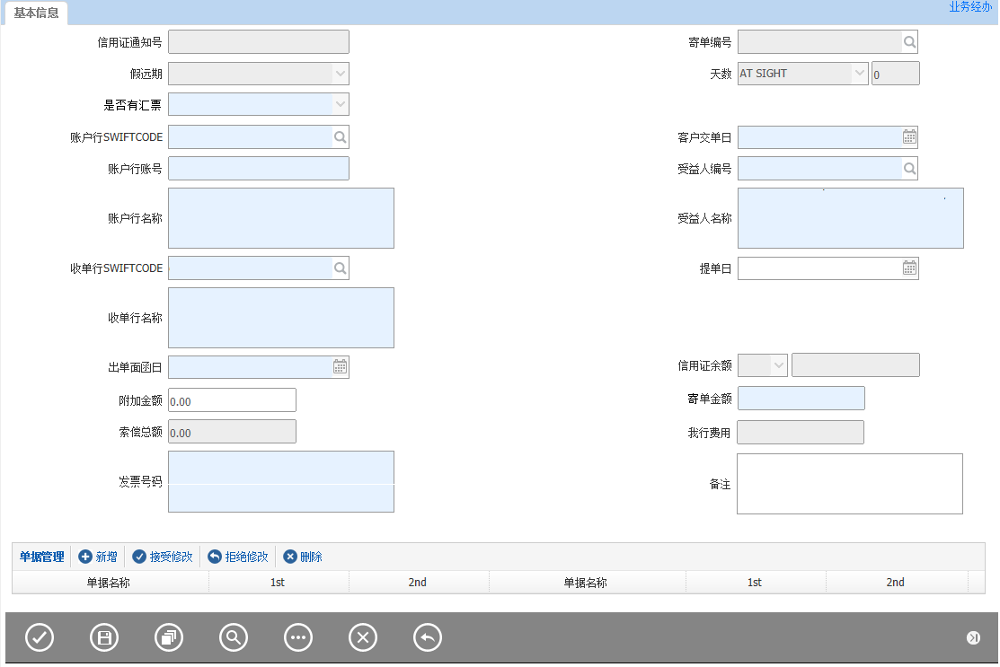 基本信息
业务经办
信用证通知号
寄单编号
假远期
天数 AT SIGHT 0
是否有汇票
账户行SWIFTCODE
客户交单日
账户行账号
受益人编号
账户行名称
受益人名称
收单行SWIFTCODE
提单日
收单行名称
出单面函日
信用证余额
附加金额 0.00
寄单金额
索偿总额 0.00
我行费用
发票号码
备注
单据管理 新增 接受修改 拒绝修改 删除
单据名称 1st 2nd 单据名称 1st 2nd